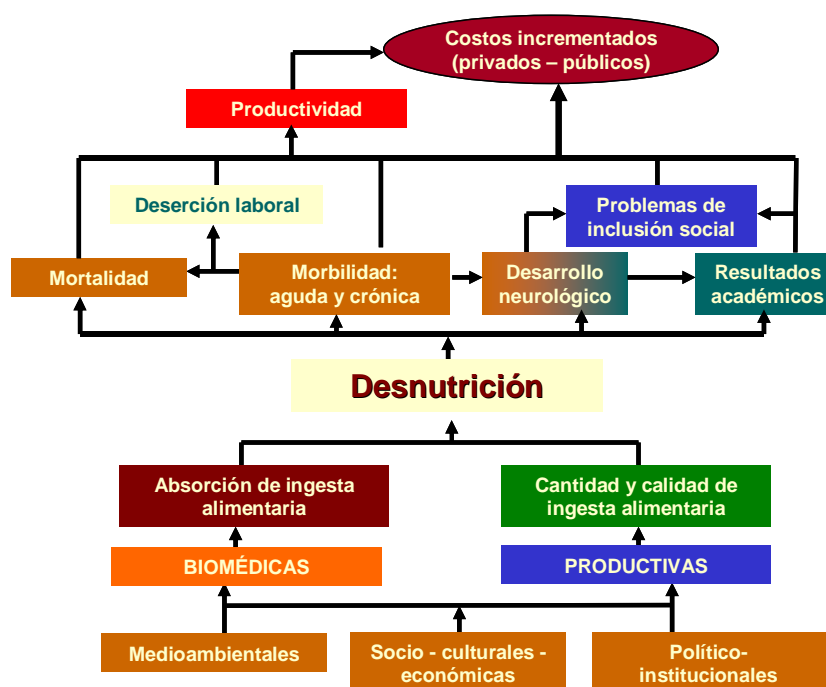 Costos incrementados
(privados – públicos)
Productividad
Deserción laboral
Problemas de
inclusión social
Mortalidad
Morbilidad:
aguda y crónica
Desarrollo
neurológico
Resultados
académicos
Desnutrición
Absorción de ingesta
alimentaria
Cantidad y calidad de
ingesta alimentaria
BIOMÉDICAS
PRODUCTIVAS
Medioambientales
Socio - culturales -
económicas
Político-
institucionales